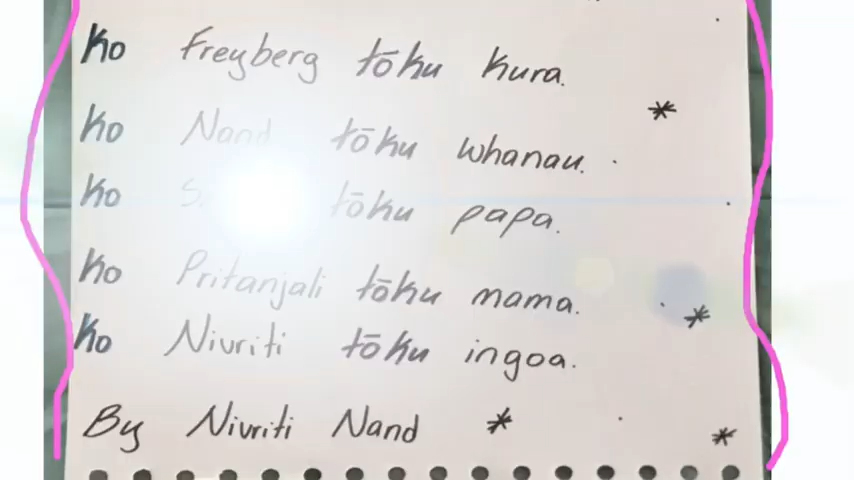 Ko Freyberg tōku kura.
Ko Nand tōku whanau.
Ko tōku papa.
Ko Pritanjali tōku mama.
Ko Nivriti tōku ingoa.
By Nivriti Nand